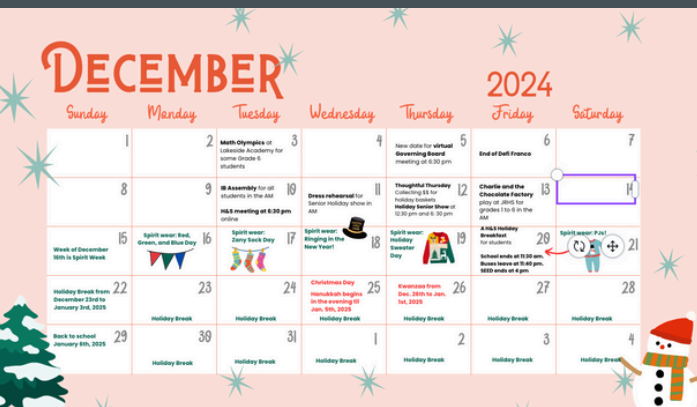 DECEMBER
2024
Sunday Monday Tuesday Wednesday Thursday Friday Saturday
1
2
Math Olympics at 3
Lakeside Academy for
some Grade 6
students
4
New date for virtual 5
Governing Board
meeting at 6:30 pm
End of Defi Franco 6
7
8
9
IB Assembly for all 10
students in the AM
H&S meeting at 6:30 pm
online
Dress rehearsal for 11
Senior Holiday show in
AM
Thoughtful Thursday 12
Collecting $$ for
holiday baskets
Holiday Senior Show at
12:30 pm and 6:30 pm
Charlie and the 13
Chocolate Factory
play at JRHS for
grades 1 to 6 in the
AM
14
15
Week of December
16th is Spirit Week
Spirit wear: Red, 16
Green, and Blue Day
Spirit wear: 17
Zany Sock Day
Spirit wear: 18
Ringing in the
New Year!
Spirit wear: 19
Holiday
Sweater
Day
A H&S Holiday 20
Breakfast
for students
School ends at 11:30 am.
Buses leave at 11:40 pm.
SEED ends at 4 pm
Spirit wear: PJs! 21
Holiday Break from 22
December 23rd to
January 3rd, 2025
23
Holiday Break
24
Holiday Break
Christmas Day 25
Hanukkah begins
in the evening til
Jan. 5th, 2025
Holiday Break
Kwanzaa from 26
Dec. 26th to Jan.
1st, 2025
Holiday Break
27
Holiday Break
28
Holiday Break
Back to school 29
January 6th, 2025
30
Holiday Break
31
Holiday Break
1
Holiday Break
2
Holiday Break
3
Holiday Break
4
Holiday Break